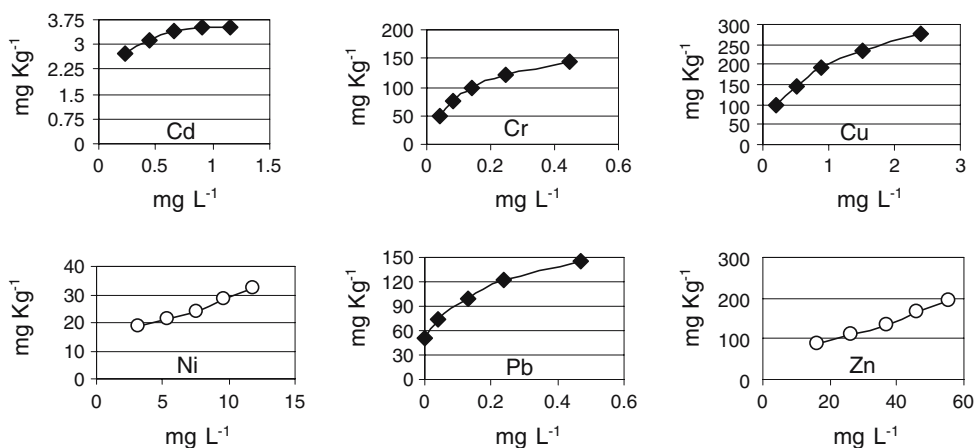 mg Kg⁻¹
3.75
3
2.25
1.5
0.75
0
Cd
0 0.5 1 1.5
mg L⁻¹
mg Kg⁻¹
200
150
100
50
0
Cr
0 0.2 0.4 0.6
mg L⁻¹
mg Kg⁻¹
300
250
200
150
100
50
0
Cu
0 1 2 3
mg L⁻¹
mg Kg⁻¹
40
30
20
10
0
Ni
0 5 10 15
mg L⁻¹
mg Kg⁻¹
150
120
90
60
30
0
Pb
0 0.2 0.4 0.6
mg L⁻¹
mg Kg⁻¹
300
200
100
0
Zn
0 20 40 60
mg L⁻¹